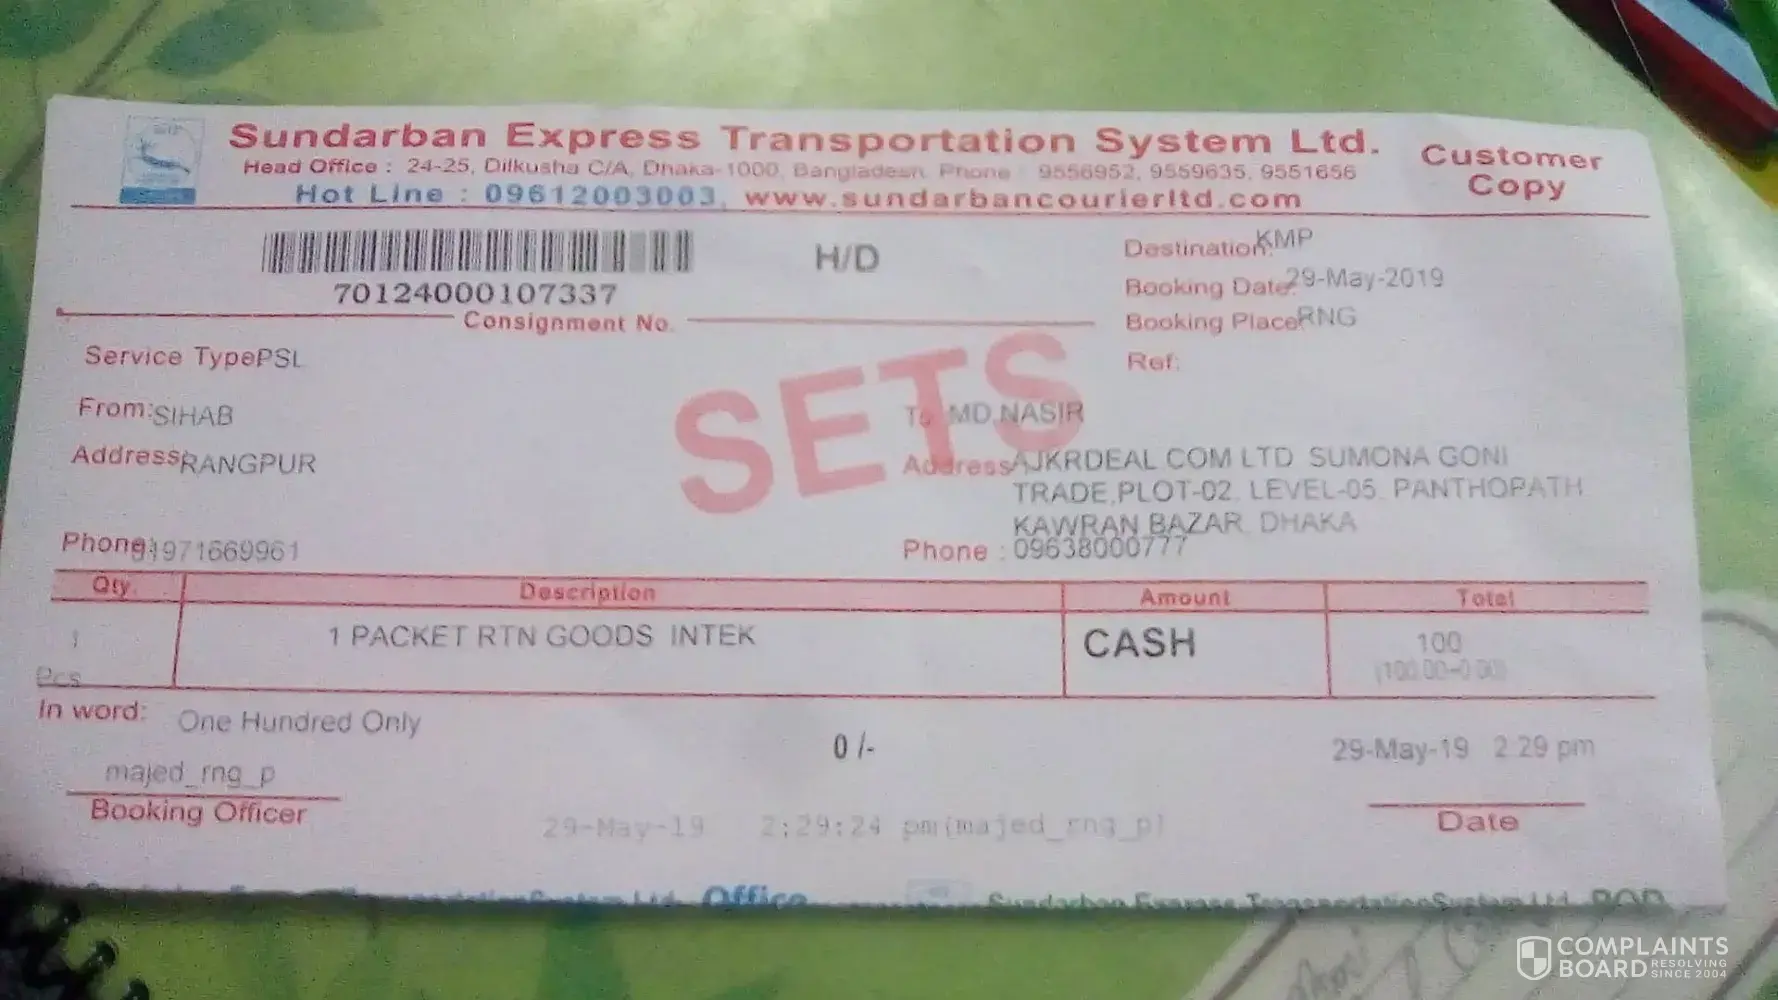 Sundarban Express Transportation System Ltd.
Customer Copy
Head Office : 24-25, Dilkusha C/A, Dhaka-1000, Bangladesh. Phone : 9556952, 9559635, 9551656
Hot Line : 09612003003, www.sundarbancourierltd.com
70124000107337
Consignment No.
H/D
Destination: KMP
Booking Date: 29-May-2019
Booking Place RNG
Ref:
Service Type PSL
SETS
From: SIHAB
To MD.NASIR
Address RANGPUR
Address AJKRDEAL.COM LTD SUMONA GONI
TRADE,PLOT-02, LEVEL-05, PANTHOPATH
KAWRAN BAZAR, DHAKA
Phone: 01971669961
Phone : 09638000777
Qty. Description Amount Total
1 Pcs 1 PACKET RTN GOODS INTEK CASH 100
(100.00-0.00)
In word: One Hundred Only
0 /-
29-May-19 2:29 pm
majed_rng_p
Booking Officer
29-May-19 2:29:24 pm(majed_rng_p)
Date
Office
Sundarban Express Transportation System Ltd. POD
COMPLAINTS
BOARD RESOLVING
SINCE 2004